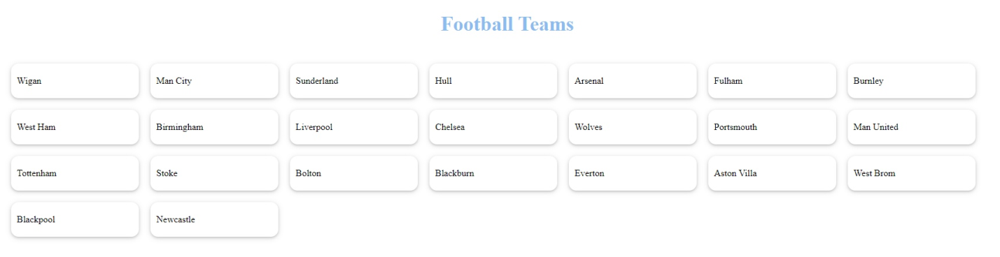 Football Teams
Wigan Man City Sunderland Hull Arsenal Fulham Burnley
West Ham Birmingham Liverpool Chelsea Wolves Portsmouth Man United
Tottenham Stoke Bolton Blackburn Everton Aston Villa West Brom
Blackpool Newcastle